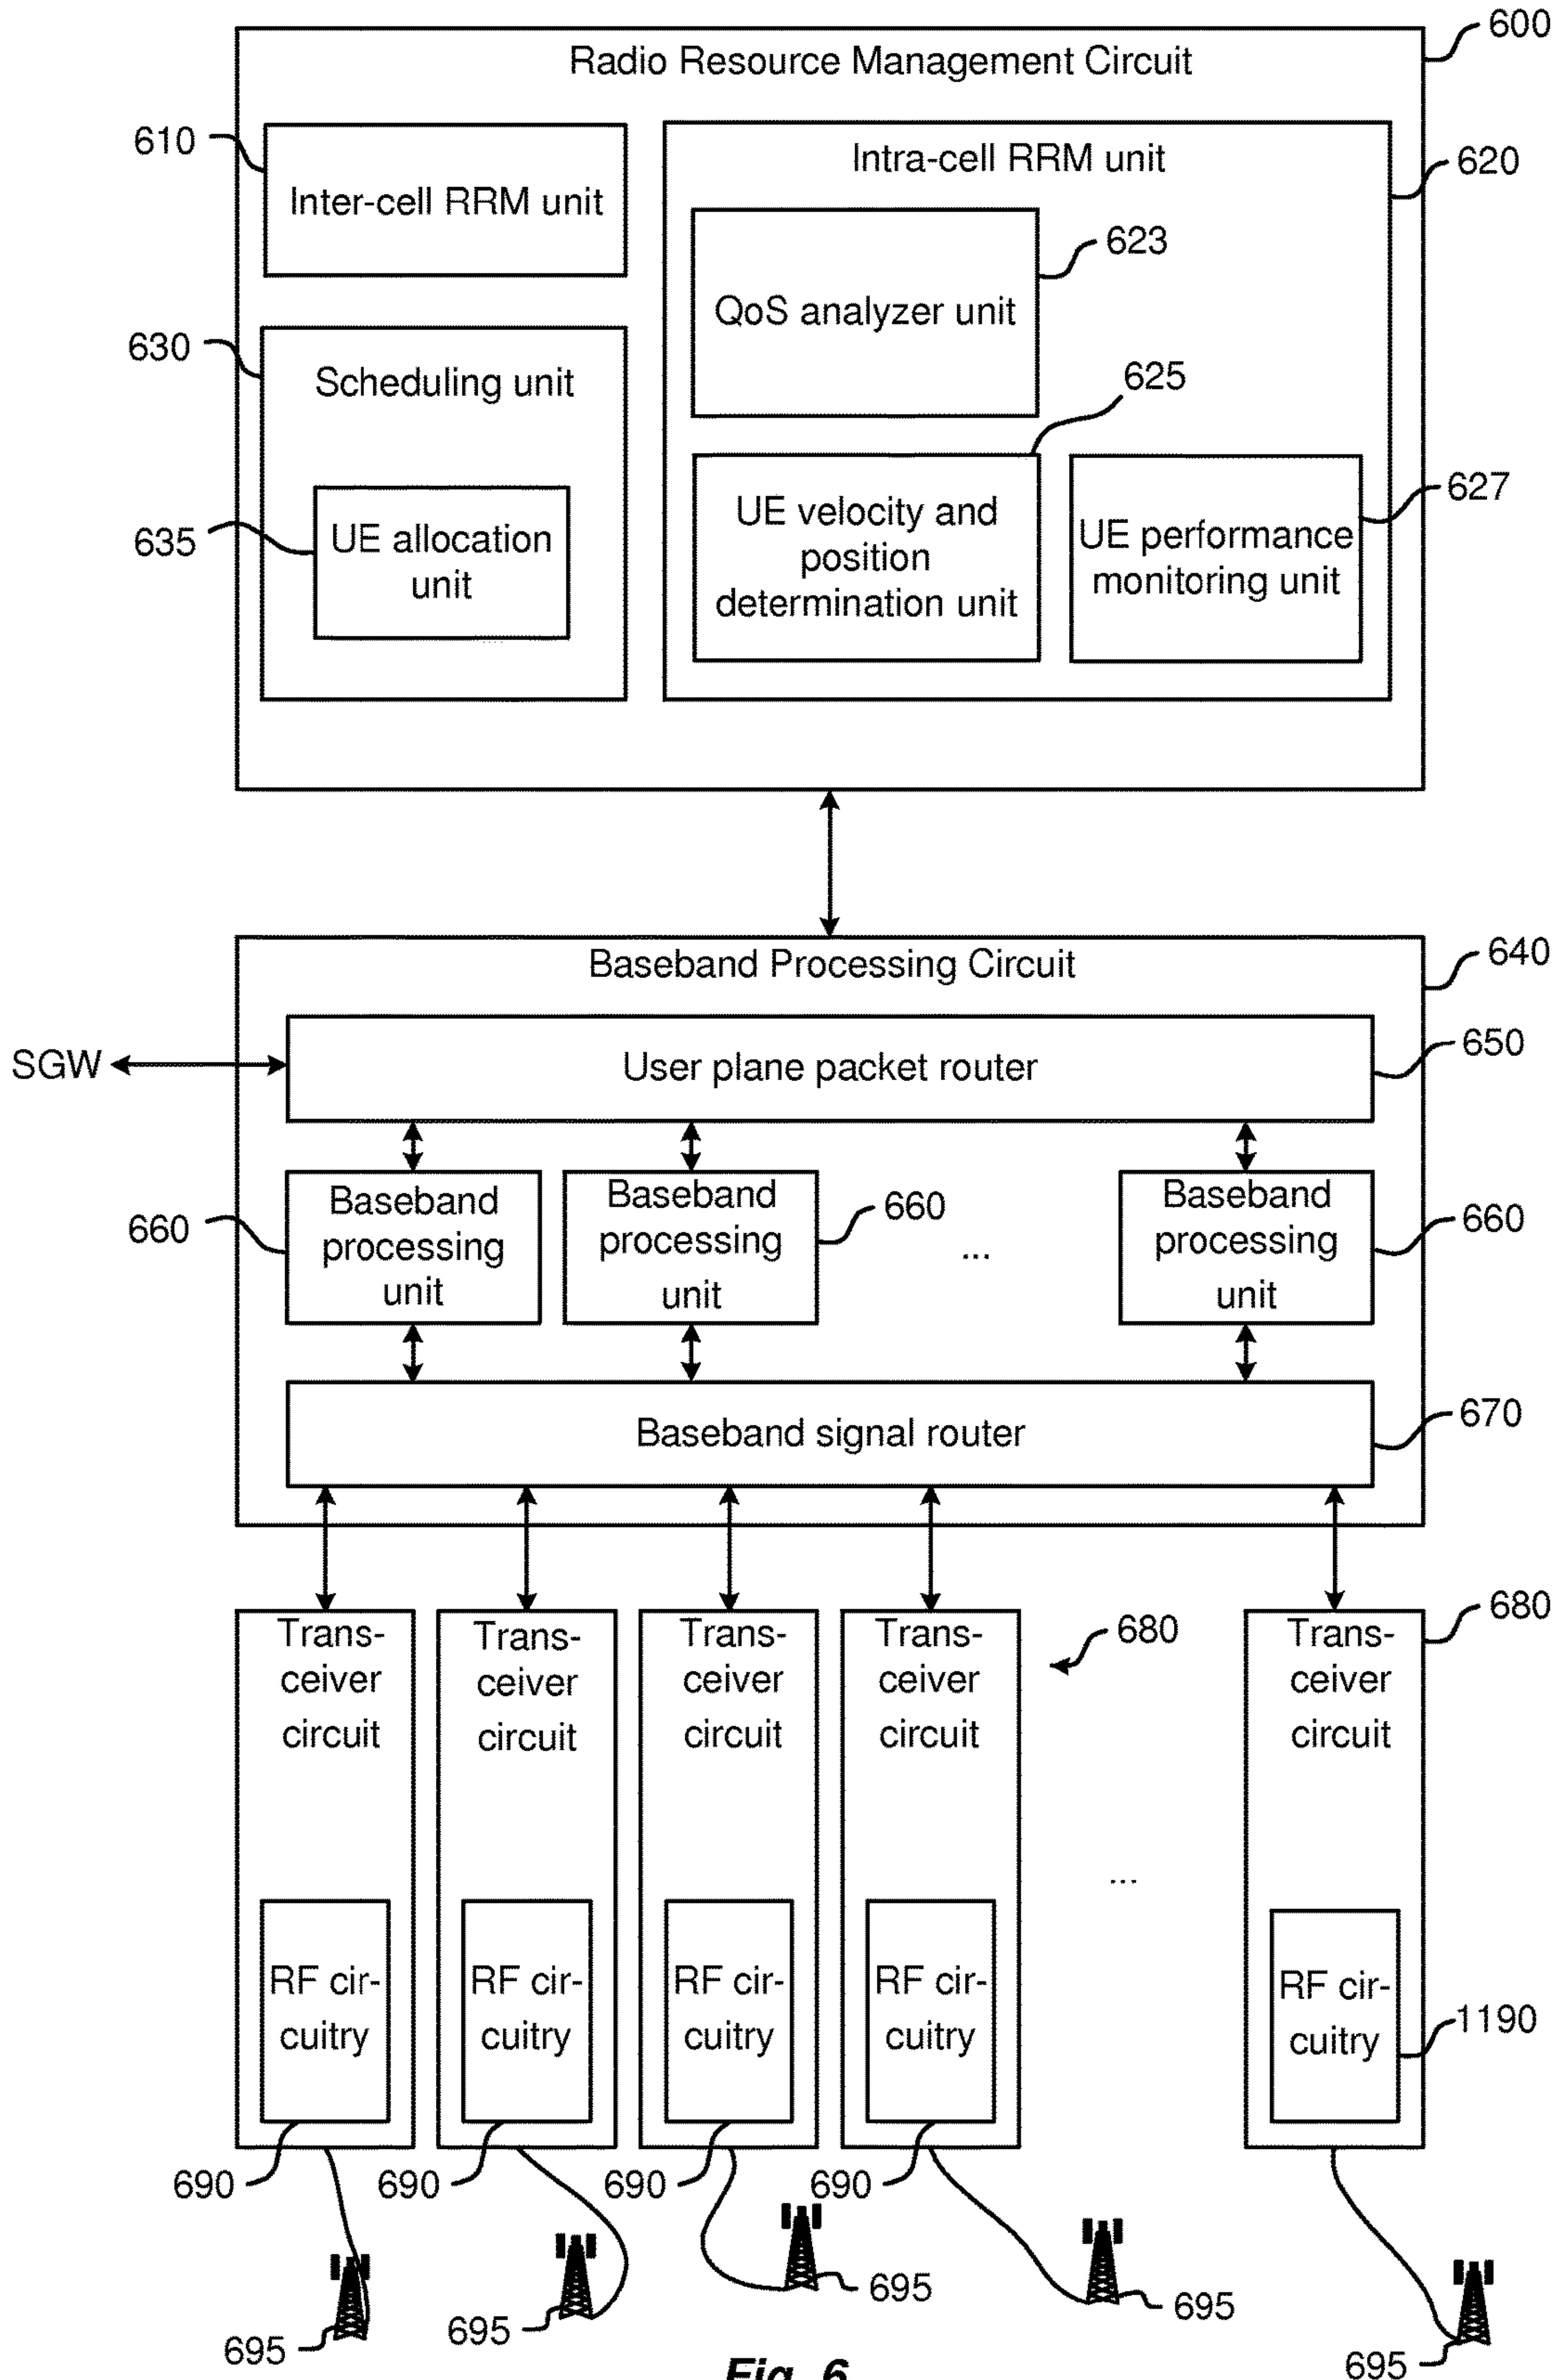 600
Radio Resource Management Circuit
610
Inter-cell RRM unit
Intra-cell RRM unit
620
623
QoS analyzer unit
630
Scheduling unit
625
635
UE allocation
unit
UE velocity and
position
determination unit
627
UE performance
monitoring unit
Baseband Processing Circuit
640
SGW
User plane packet router
650
660
Baseband
processing
unit
Baseband
processing
unit
660
...
Baseband
processing
unit
660
Baseband signal router
670
Trans-
ceiver
circuit
Trans-
ceiver
circuit
Trans-
ceiver
circuit
Trans-
ceiver
circuit
680
...
Trans-
ceiver
circuit
680
RF cir-
cuitry
RF cir-
cuitry
RF cir-
cuitry
RF cir-
cuitry
RF cir-
cuitry
1190
690
690
690
690
695
695
695
695
695
Fig. 6